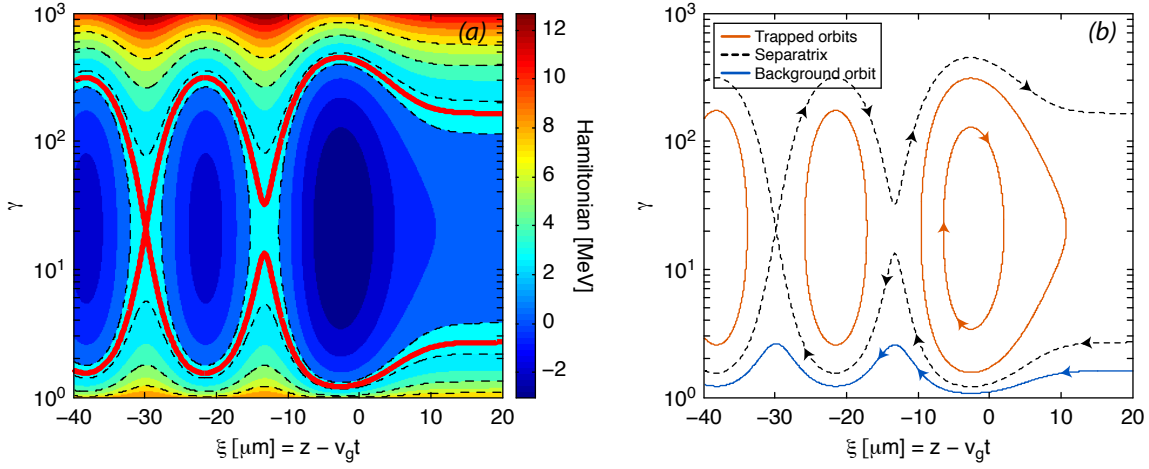 10³
10²
10¹
10⁰
γ
(a)
−40 −30 −20 −10 0 10 20
ξ [μm] = z − v_g t
12
10
8
6
4
2
0
−2
Hamiltonian [MeV]
10³
10²
10¹
10⁰
γ
(b)
Trapped orbits
Separatrix
Background orbit
−40 −30 −20 −10 0 10 20
ξ [μm] = z − v_g t